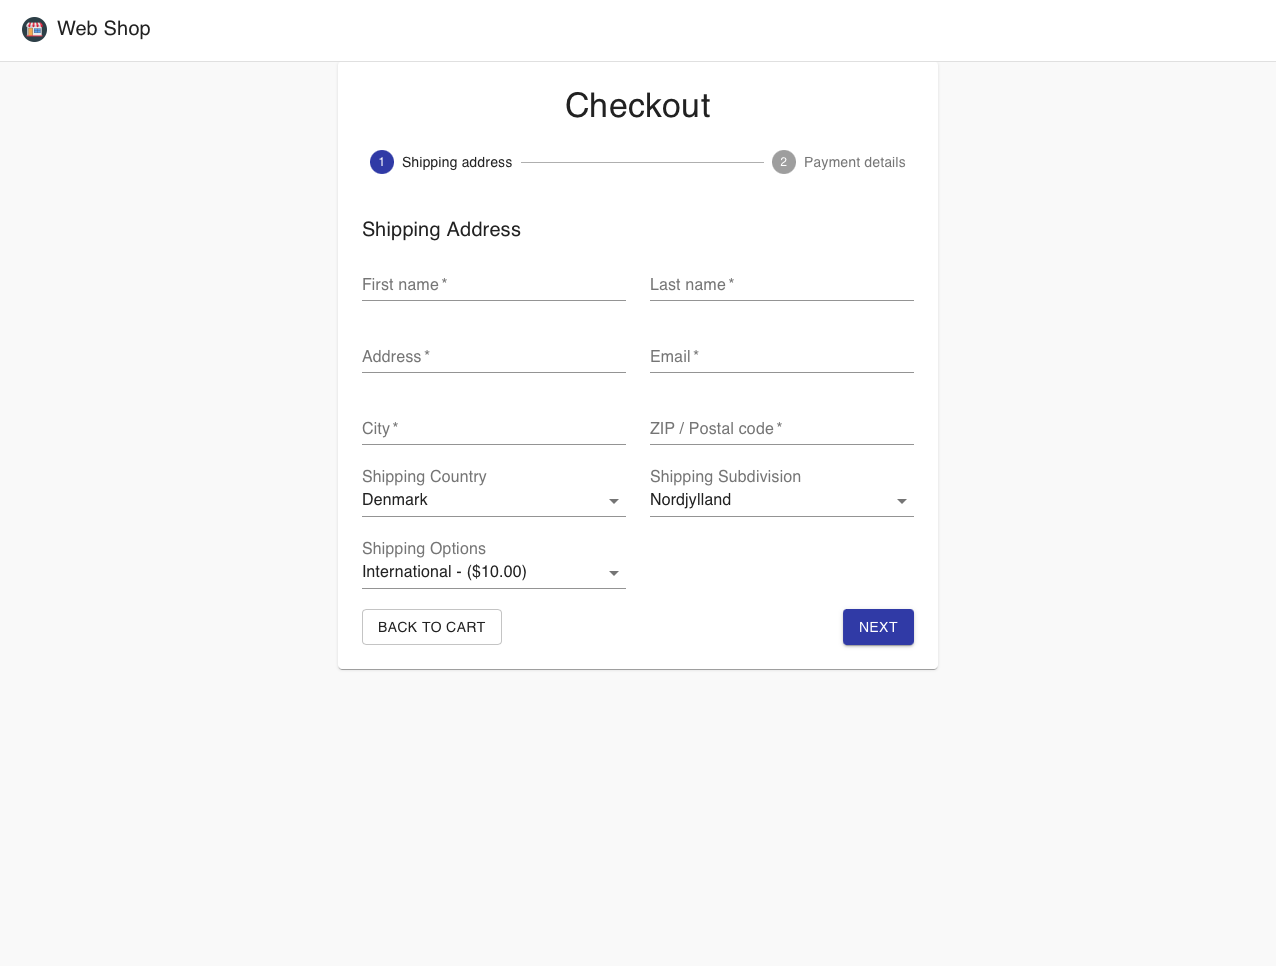 Web Shop
Checkout
1 Shipping address 2 Payment details
Shipping Address
First name * Last name *
Address * Email *
City * ZIP / Postal code *
Shipping Country Shipping Subdivision
Denmark Nordjylland
Shipping Options
International - ($10.00)
BACK TO CART NEXT